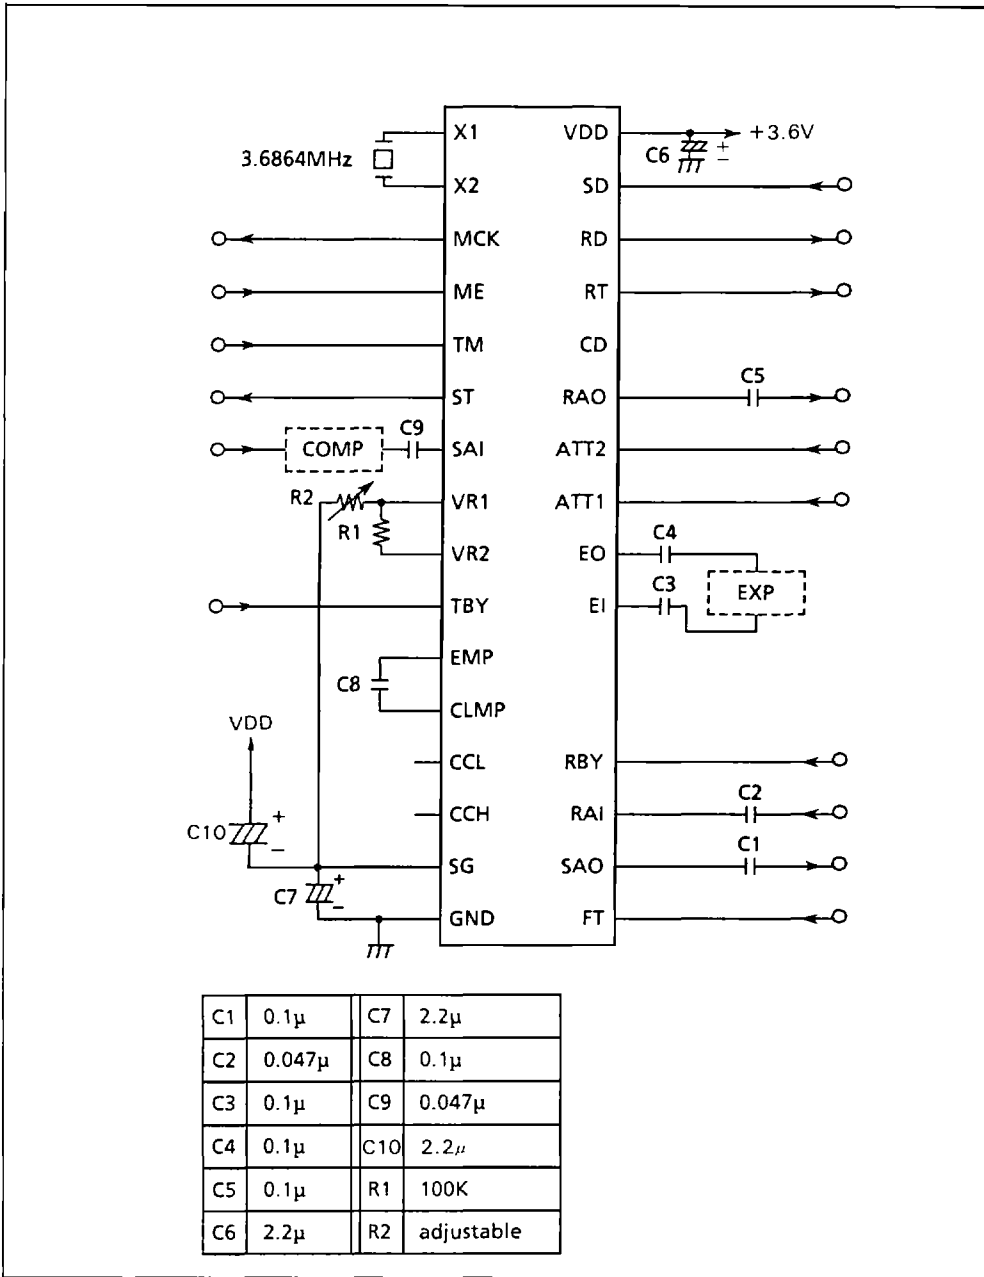 X1 VDD +3.6V
3.6864MHz C6 + −
X2 SD
MCK RD
ME RT
TM CD
C5
ST RAO
C9
COMP SAI ATT2
R2 VR1 ATT1
R1 C4
VR2 EO
C3 EXP
TBY EI
EMP
C8
CLMP
VDD
CCL RBY
C2
CCH RAI
C10 + −
C1
SG SAO
C7 + −
GND FT
C1 0.1μ C7 2.2μ
C2 0.047μ C8 0.1μ
C3 0.1μ C9 0.047μ
C4 0.1μ C10 2.2μ
C5 0.1μ R1 100K
C6 2.2μ R2 adjustable